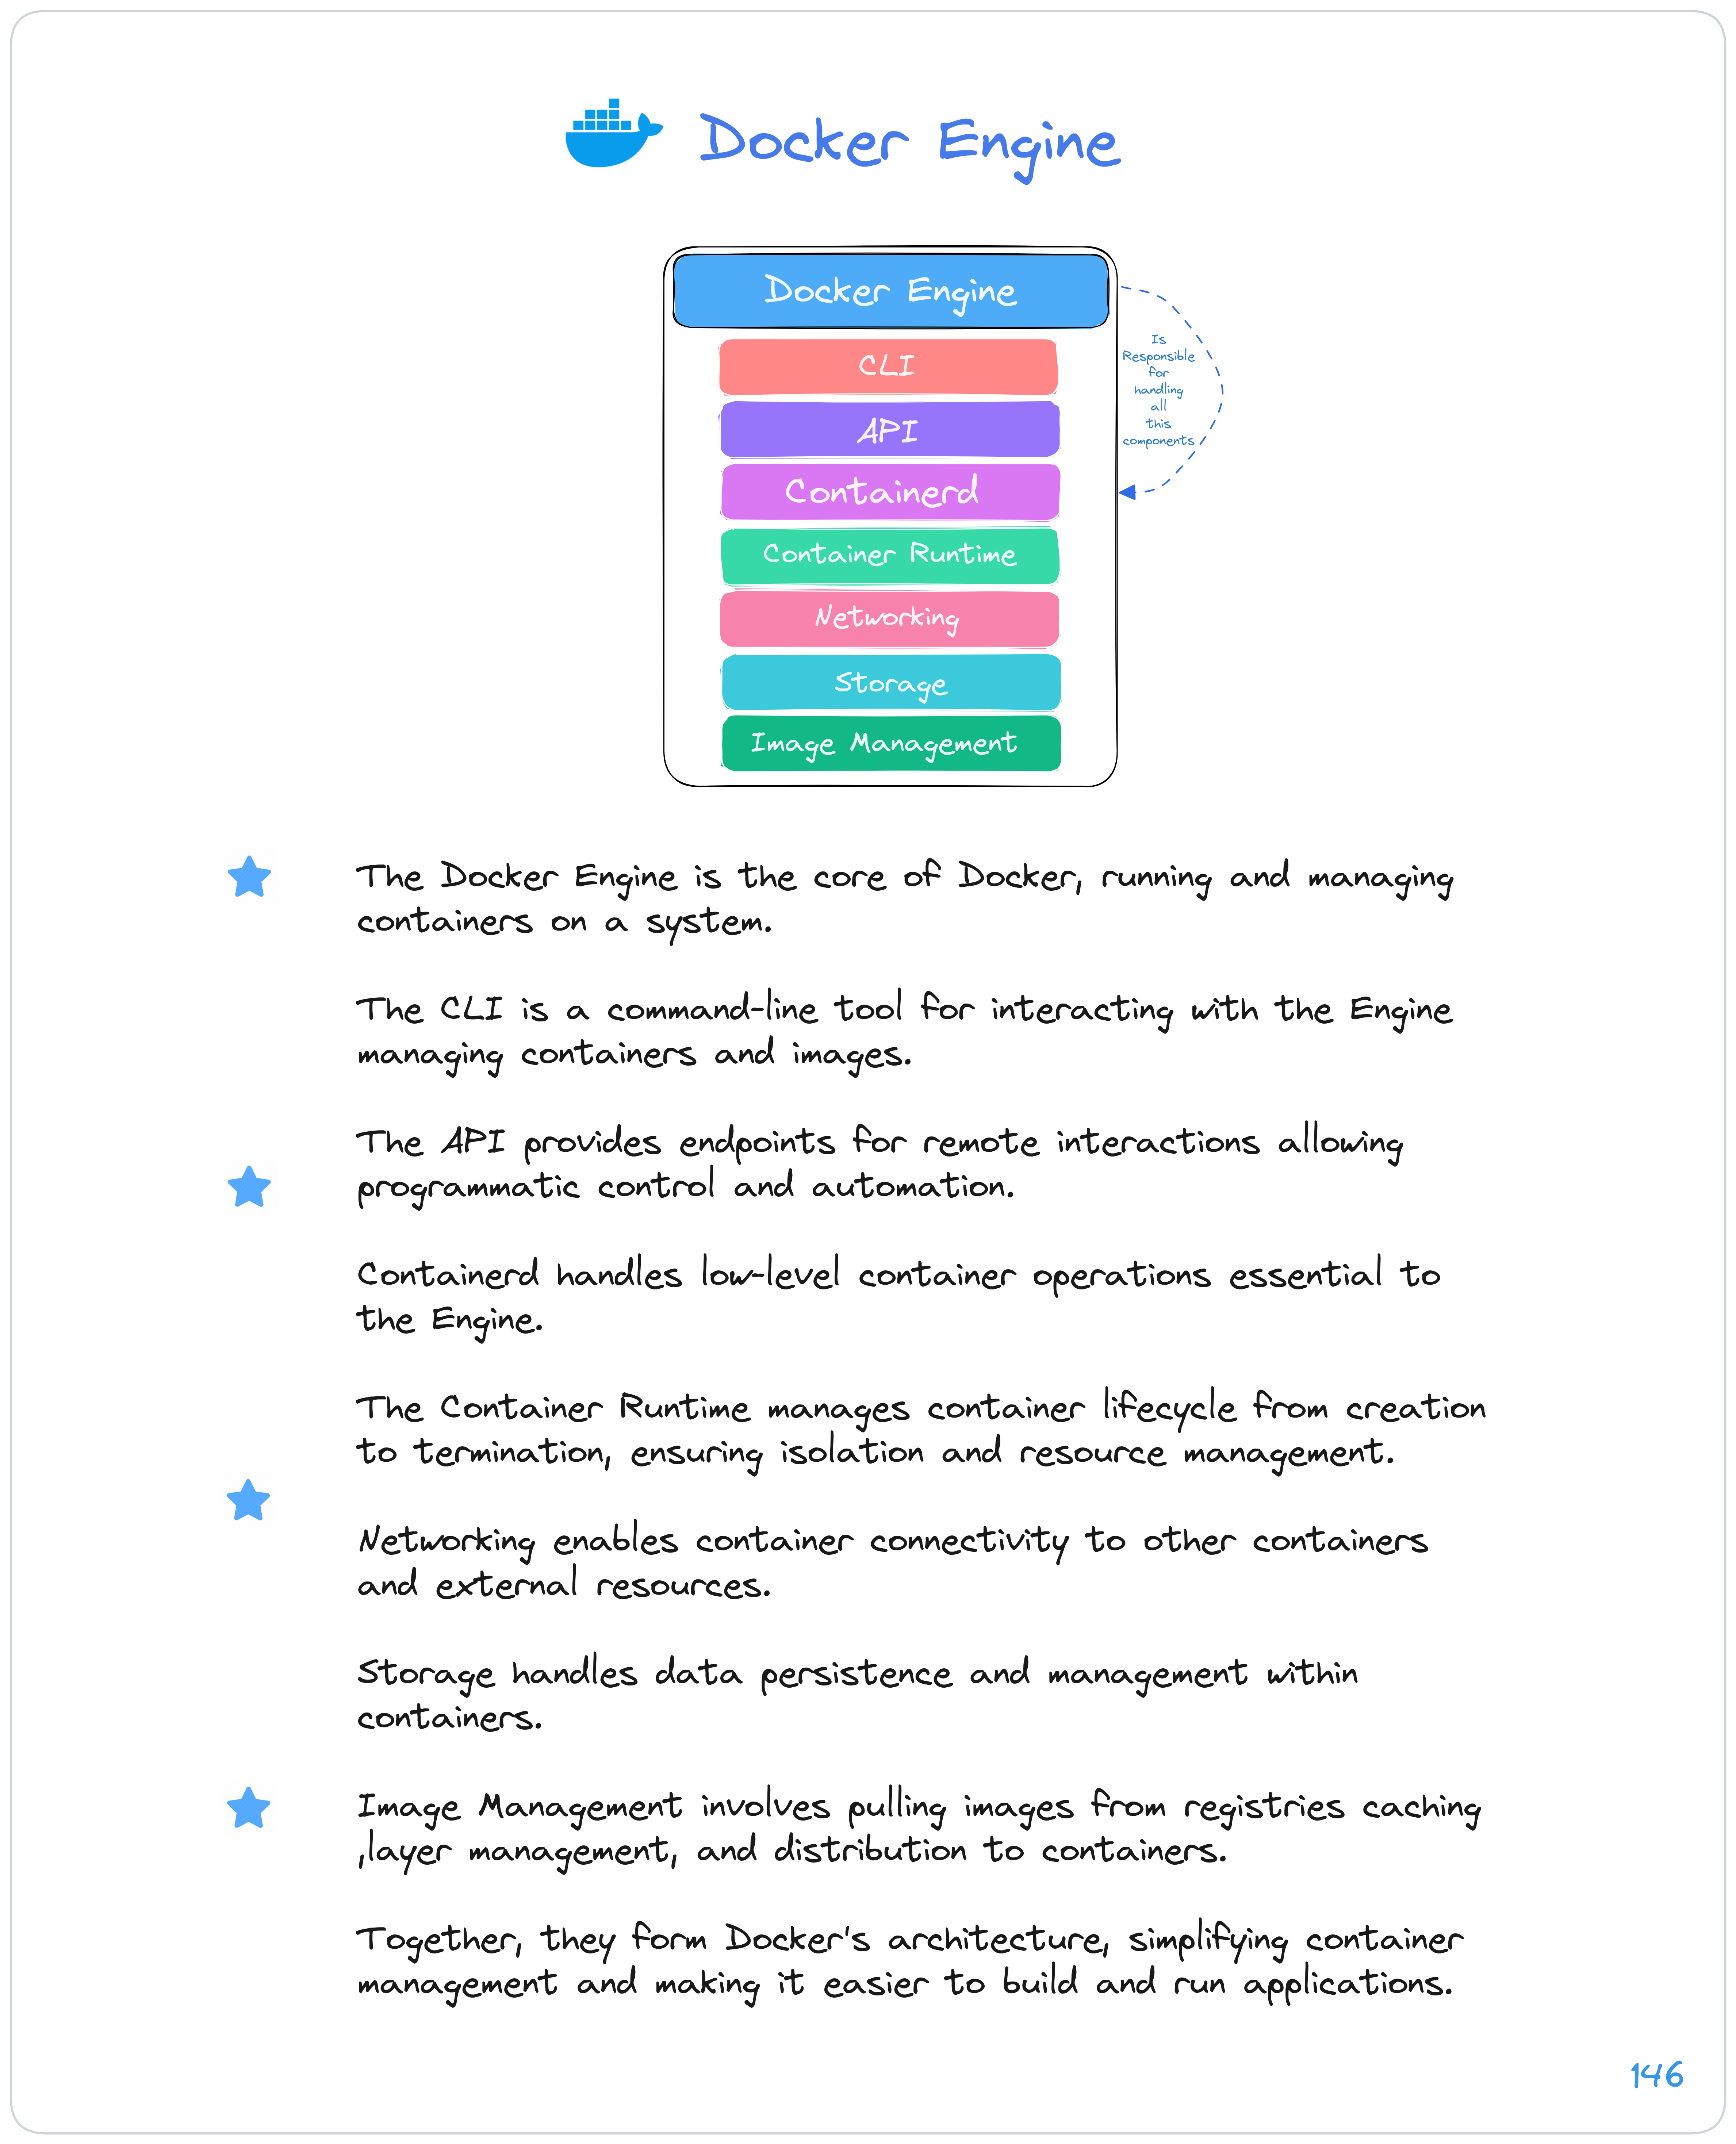 Docker Engine
Docker Engine
CLI
API
Containerd
Container Runtime
Networking
Storage
Image Management
Is
Responsible
for
handling
all
this
components
The Docker Engine is the core of Docker, running and managing
containers on a system.
The CLI is a command-line tool for interacting with the Engine
managing containers and images.
The API provides endpoints for remote interactions allowing
programmatic control and automation.
Containerd handles low-level container operations essential to
the Engine.
The Container Runtime manages container lifecycle from creation
to termination, ensuring isolation and resource management.
Networking enables container connectivity to other containers
and external resources.
Storage handles data persistence and management within
containers.
Image Management involves pulling images from registries caching
,layer management, and distribution to containers.
Together, they form Docker's architecture, simplifying container
management and making it easier to build and run applications.
146